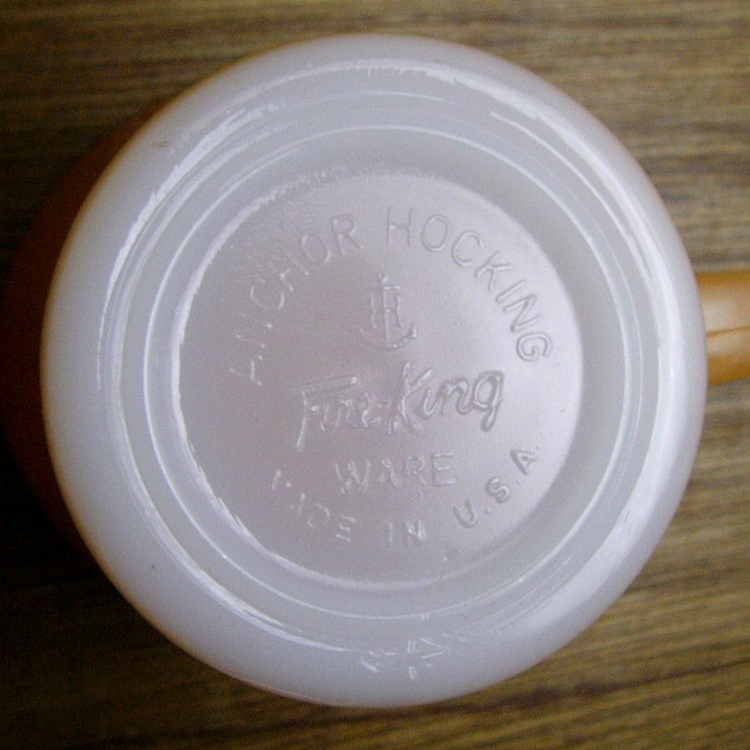 ANCHOR HOCKING
Fire-King
WARE
MADE IN U.S.A.